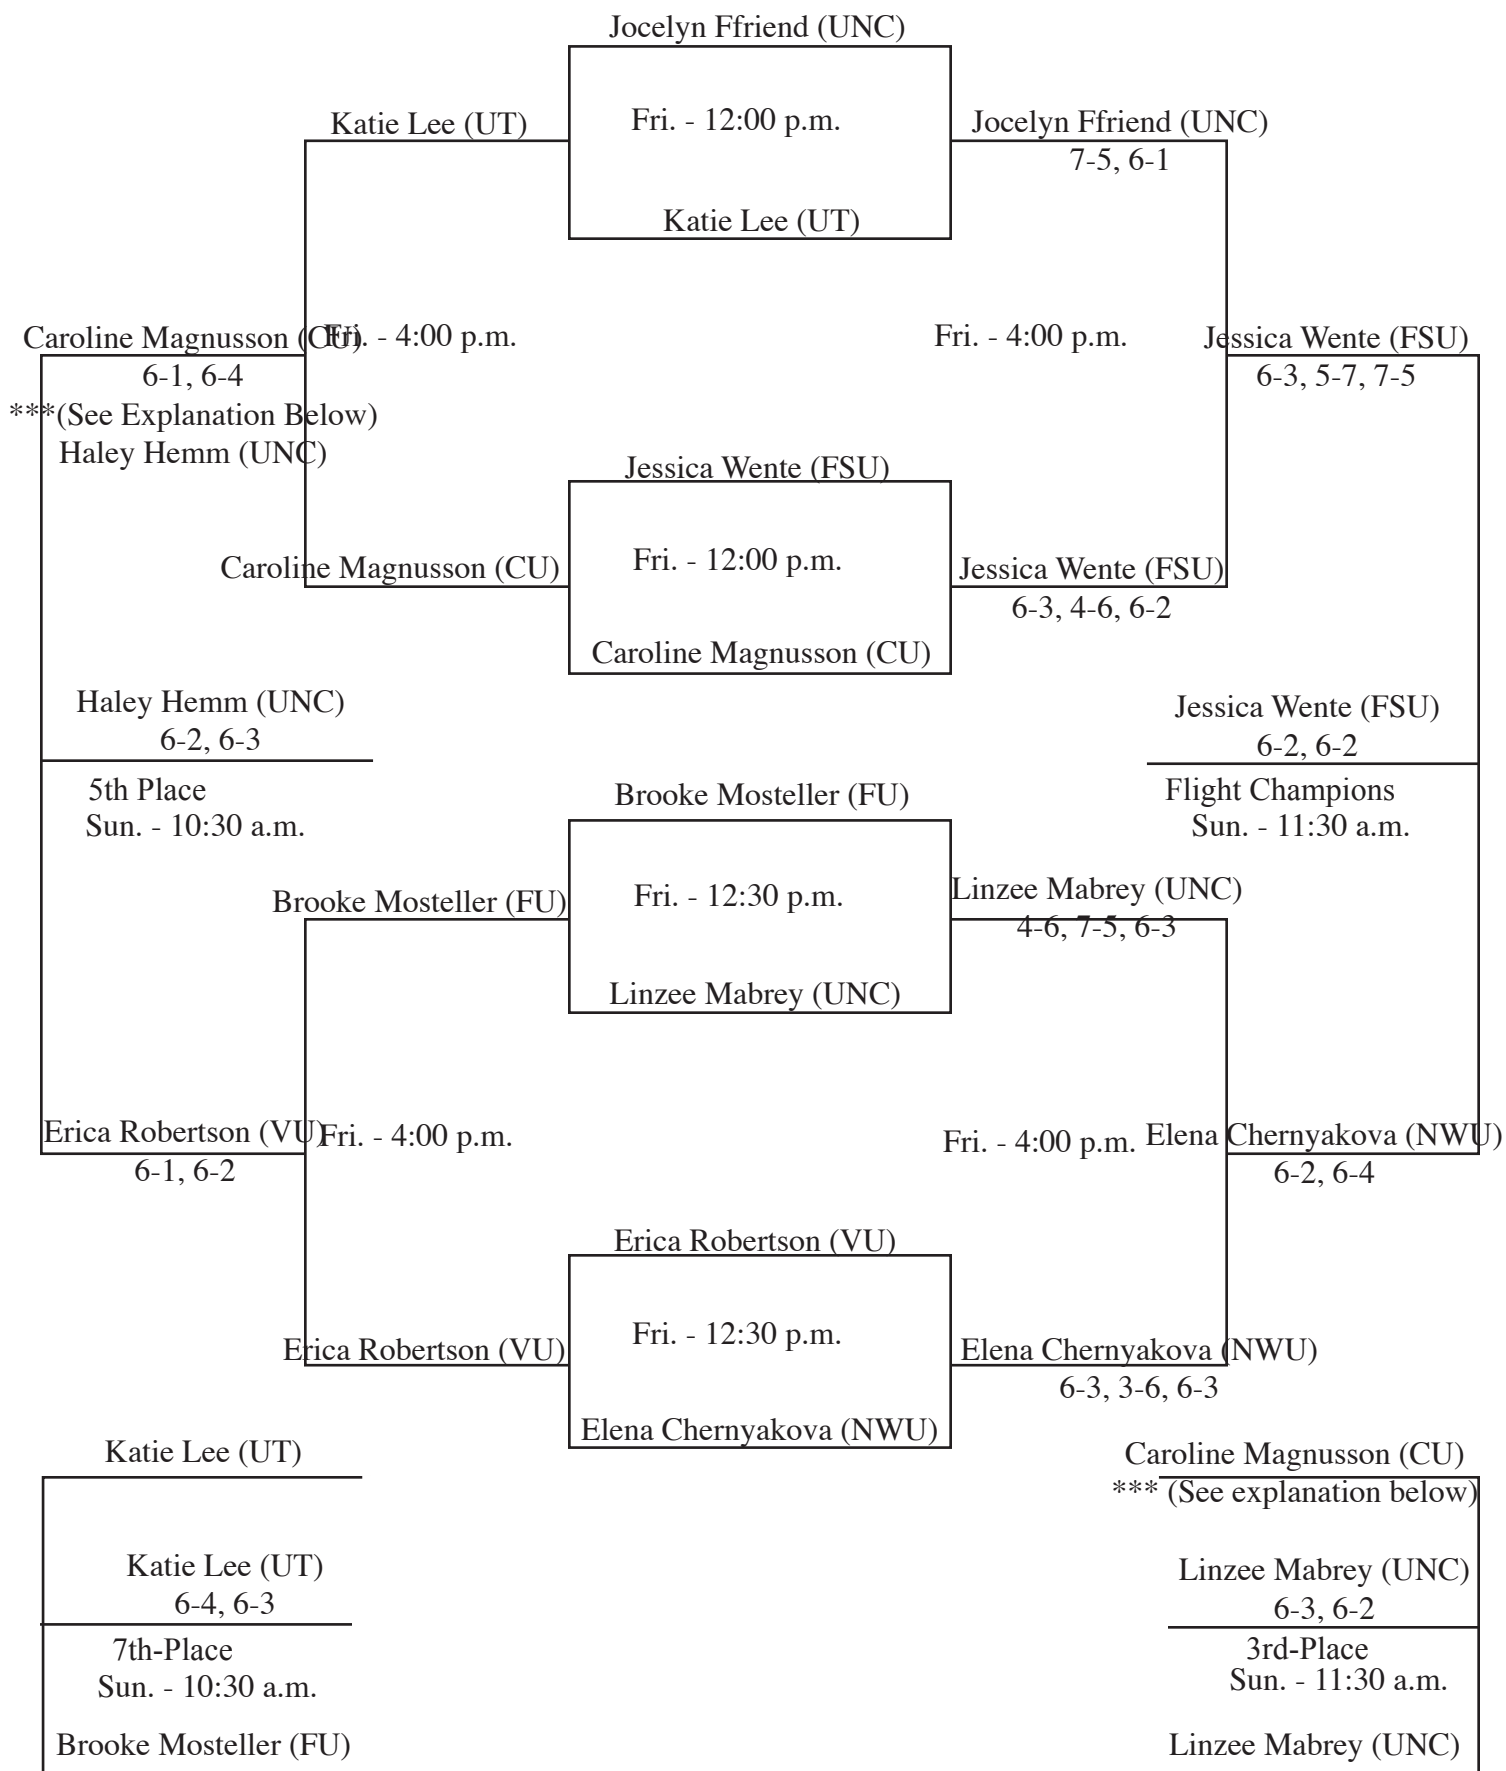 Jocelyn Ffriend (UNC)
Katie Lee (UT)
Fri. - 12:00 p.m.
Jocelyn Ffriend (UNC)
7-5, 6-1
Katie Lee (UT)
Caroline Magnusson (CU)
Fri. - 4:00 p.m.
Fri. - 4:00 p.m.
Jessica Wente (FSU)
6-1, 6-4
6-3, 5-7, 7-5
***(See Explanation Below)
Haley Hemm (UNC)
Jessica Wente (FSU)
Caroline Magnusson (CU)
Fri. - 12:00 p.m.
Jessica Wente (FSU)
6-3, 4-6, 6-2
Caroline Magnusson (CU)
Haley Hemm (UNC)
6-2, 6-3
Jessica Wente (FSU)
6-2, 6-2
5th Place
Sun. - 10:30 a.m.
Brooke Mosteller (FU)
Flight Champions
Sun. - 11:30 a.m.
Brooke Mosteller (FU)
Fri. - 12:30 p.m.
Linzee Mabrey (UNC)
4-6, 7-5, 6-3
Linzee Mabrey (UNC)
Erica Robertson (VU)
Fri. - 4:00 p.m.
Fri. - 4:00 p.m.
Elena Chernyakova (NWU)
6-1, 6-2
6-2, 6-4
Erica Robertson (VU)
Erica Robertson (VU)
Fri. - 12:30 p.m.
Elena Chernyakova (NWU)
6-3, 3-6, 6-3
Elena Chernyakova (NWU)
Katie Lee (UT)
Caroline Magnusson (CU)
*** (See explanation below)
Katie Lee (UT)
6-4, 6-3
Linzee Mabrey (UNC)
6-3, 6-2
7th-Place
Sun. - 10:30 a.m.
3rd-Place
Sun. - 11:30 a.m.
Brooke Mosteller (FU)
Linzee Mabrey (UNC)